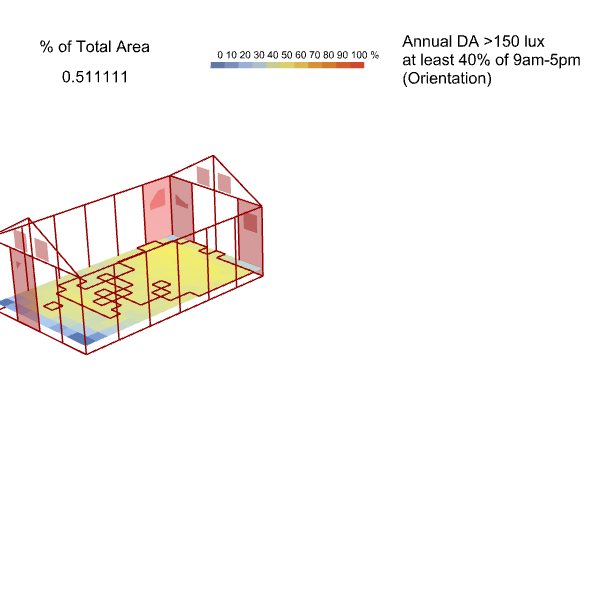 % of Total Area
0.511111
0 10 20 30 40 50 60 70 80 90 100 %
Annual DA >150 lux
at least 40% of 9am-5pm
(Orientation)